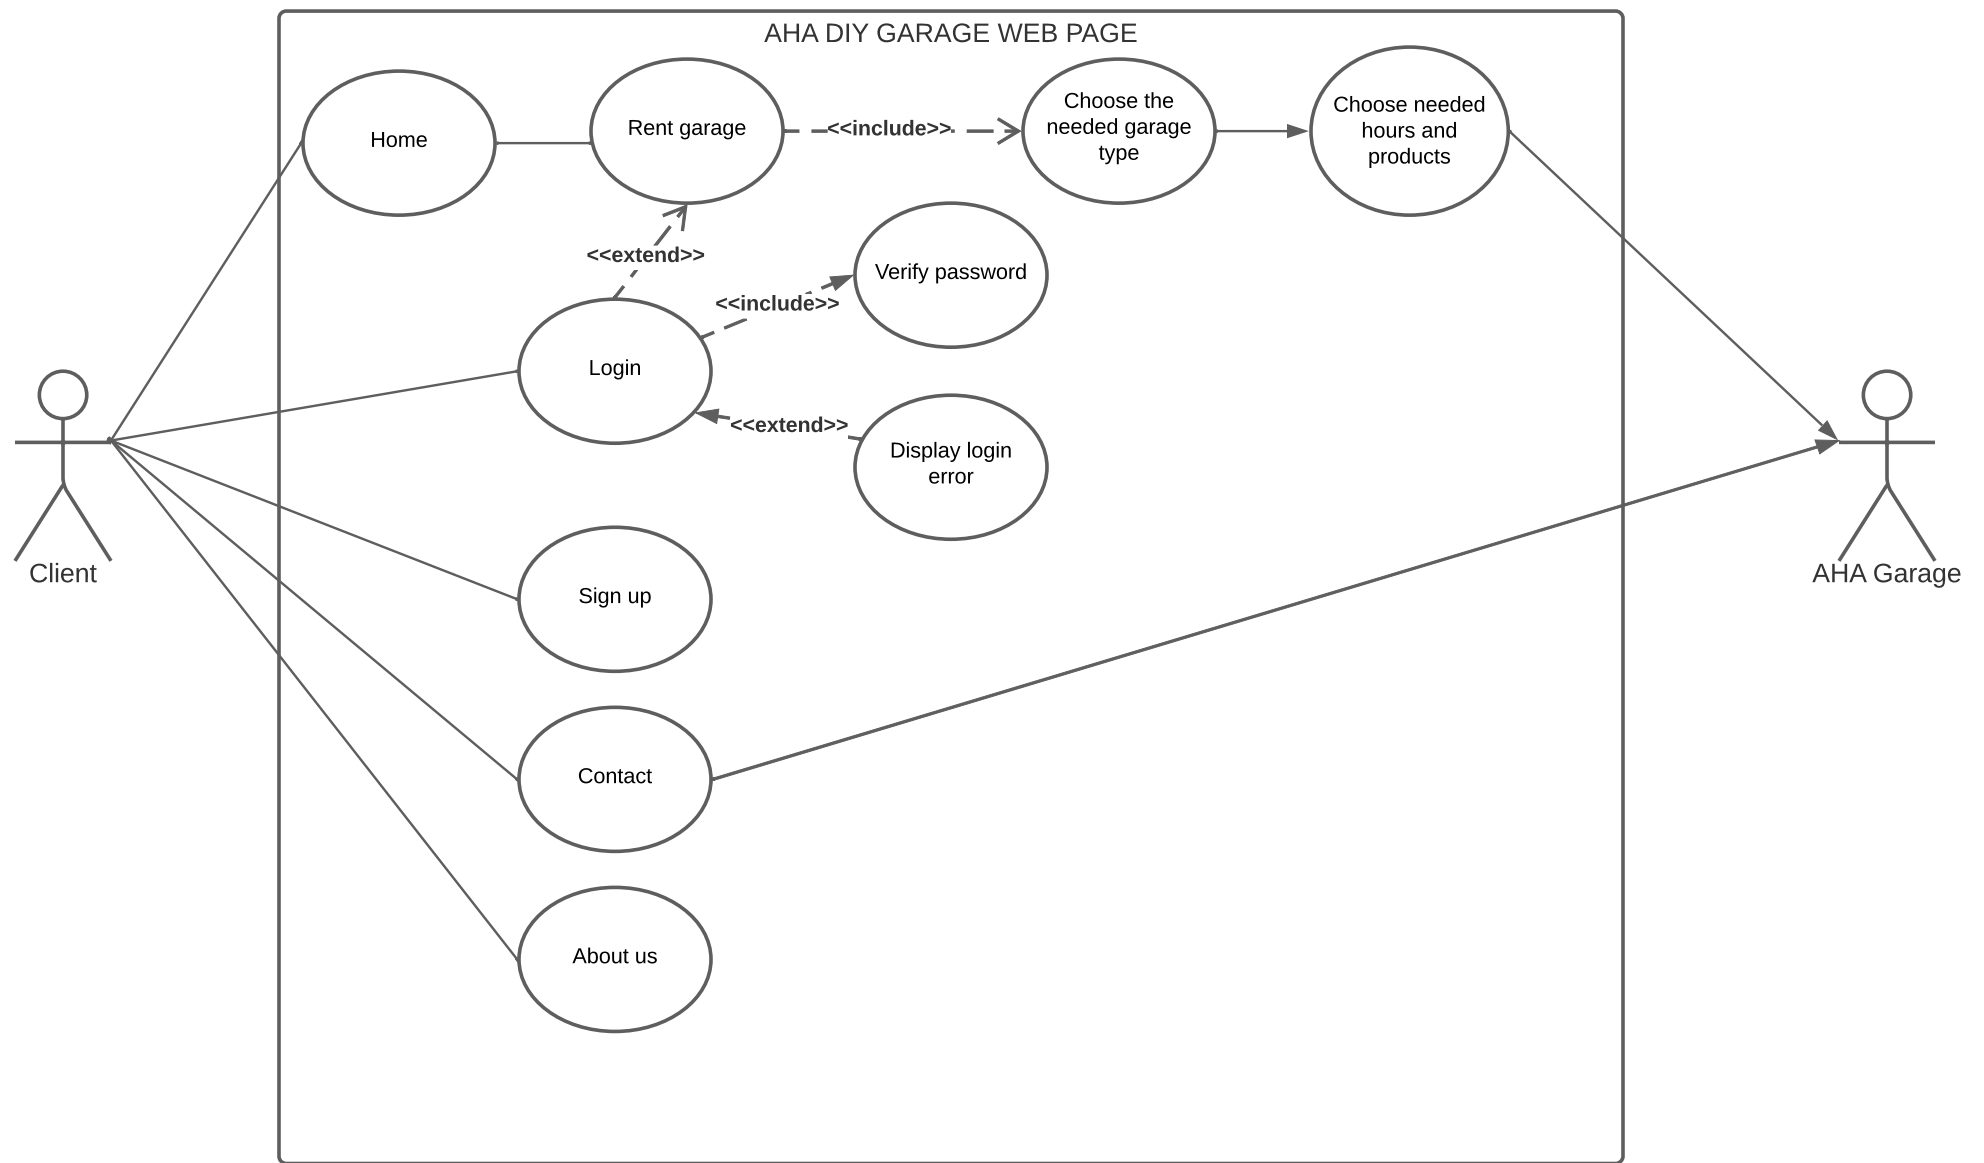 AHA DIY GARAGE WEB PAGE
Home
Rent garage
<<include>>
Choose the
needed garage
type
Choose needed
hours and
products
<<extend>>
Verify password
<<include>>
Login
<<extend>>
Display login
error
Client
AHA Garage
Sign up
Contact
About us